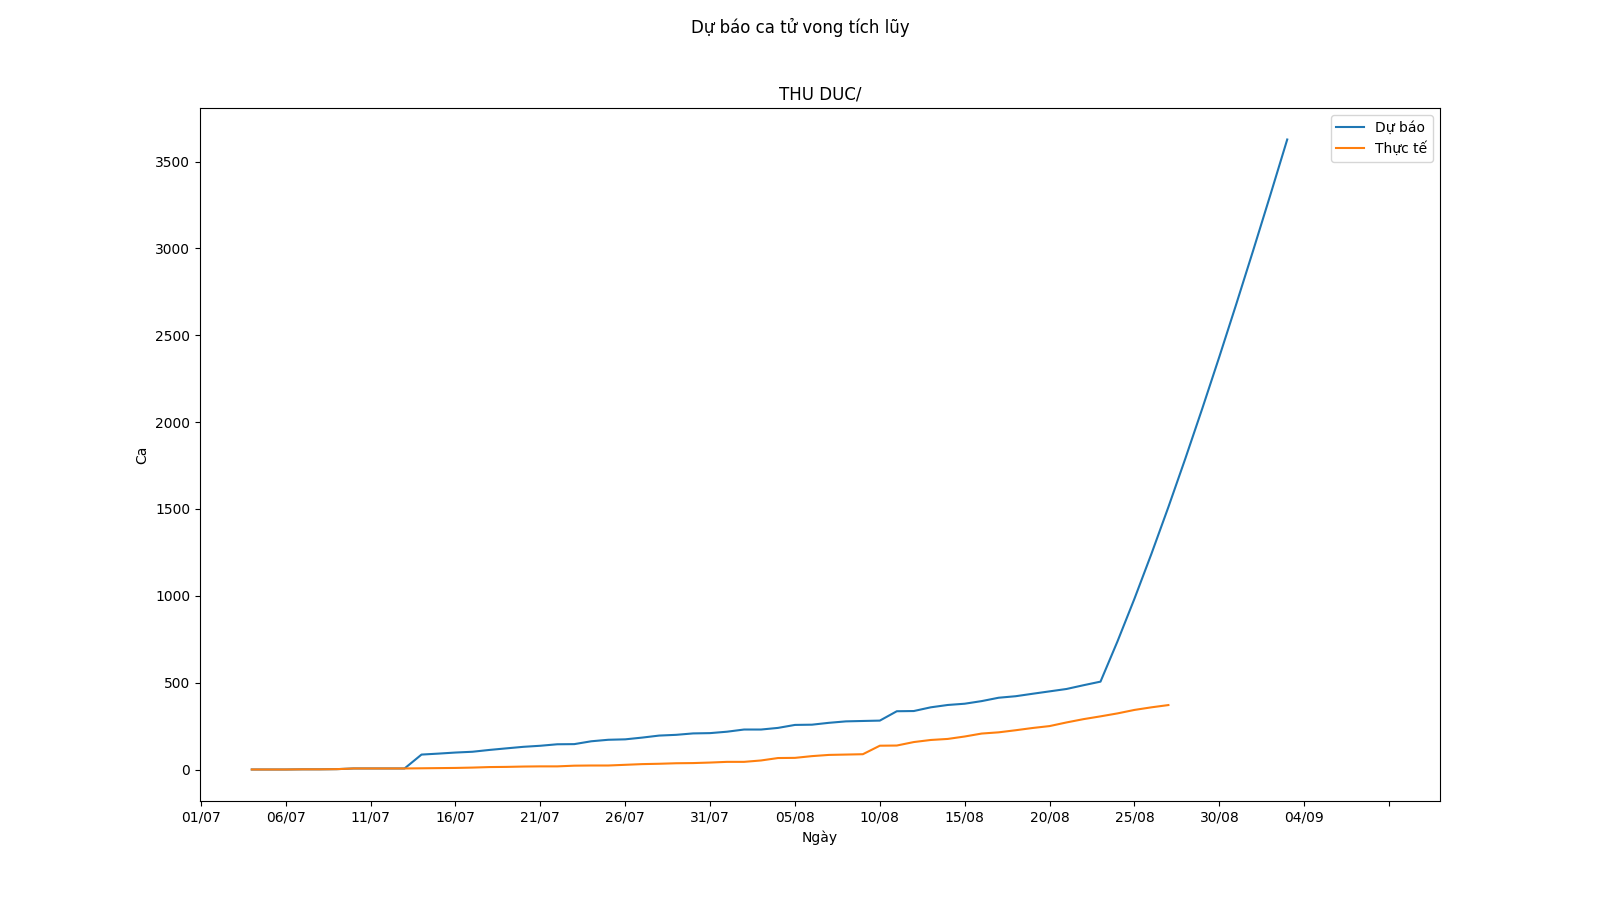 Dự báo ca tử vong tích lũy
THU DUC/
Dự báo
Thực tế
3500
3000
2500
2000
1500
1000
500
0
Ca
01/07 06/07 11/07 16/07 21/07 26/07 31/07 05/08 10/08 15/08 20/08 25/08 30/08 04/09
Ngày